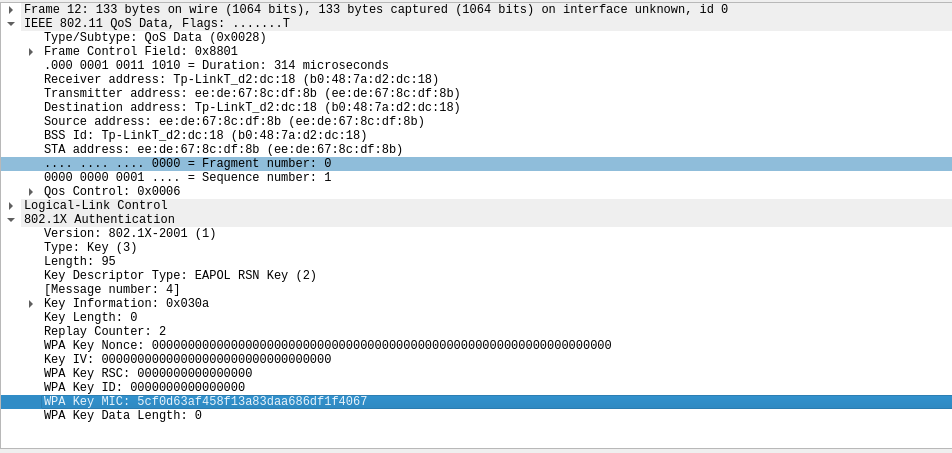 Frame 12: 133 bytes on wire (1064 bits), 133 bytes captured (1064 bits) on interface unknown, id 0
IEEE 802.11 QoS Data, Flags: .......T
Type/Subtype: QoS Data (0x0028)
Frame Control Field: 0x8801
.000 0001 0011 1010 = Duration: 314 microseconds
Receiver address: Tp-LinkT_d2:dc:18 (b0:48:7a:d2:dc:18)
Transmitter address: ee:de:67:8c:df:8b (ee:de:67:8c:df:8b)
Destination address: Tp-LinkT_d2:dc:18 (b0:48:7a:d2:dc:18)
Source address: ee:de:67:8c:df:8b (ee:de:67:8c:df:8b)
BSS Id: Tp-LinkT_d2:dc:18 (b0:48:7a:d2:dc:18)
STA address: ee:de:67:8c:df:8b (ee:de:67:8c:df:8b)
.... .... .... 0000 = Fragment number: 0
0000 0000 0001 .... = Sequence number: 1
Qos Control: 0x0006
Logical-Link Control
802.1X Authentication
Version: 802.1X-2001 (1)
Type: Key (3)
Length: 95
Key Descriptor Type: EAPOL RSN Key (2)
[Message number: 4]
Key Information: 0x030a
Key Length: 0
Replay Counter: 2
WPA Key Nonce: 0000000000000000000000000000000000000000000000000000000000000000
Key IV: 00000000000000000000000000000000
WPA Key RSC: 0000000000000000
WPA Key ID: 0000000000000000
WPA Key MIC: 5cf0d63af458f13a83daa686df1f4067
WPA Key Data Length: 0